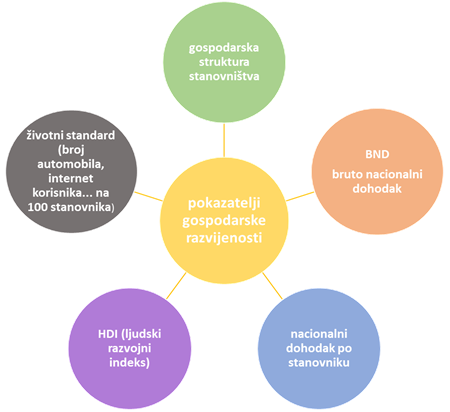 gospodarska
struktura
stanovništva
životni standard
(broj
automobila,
internet
korisnika... na
100 stanovnika)
BND
bruto nacionalni
dohodak
pokazatelji
gospodarske
razvijenosti
HDI (ljudski
razvojni
indeks)
nacionalni
dohodak po
stanovniku